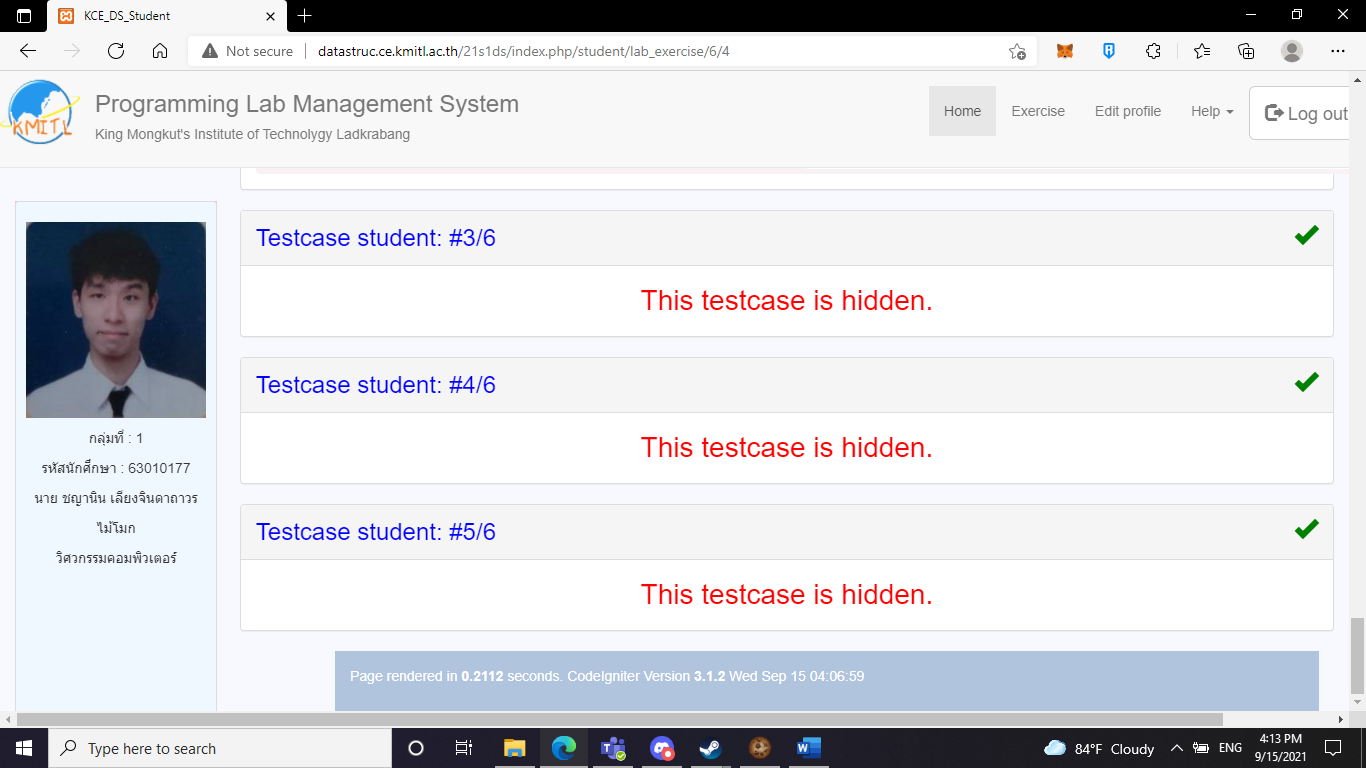 KCE_DS_Student
Not secure
datastruc.ce.kmitl.ac.th/21s1ds/index.php/student/lab_exercise/6/4
KMITL
Programming Lab Management System
King Mongkut's Institute of Technolygy Ladkrabang
Home
Exercise
Edit profile
Help
Log out
กลุ่มที่ : 1
รหัสนักศึกษา : 63010177
นาย ชญานิน เลียงจินดาถาวร
ไม้โมก
วิศวกรรมคอมพิวเตอร์
Testcase student: #3/6
This testcase is hidden.
Testcase student: #4/6
This testcase is hidden.
Testcase student: #5/6
This testcase is hidden.
Page rendered in 0.2112 seconds. CodeIgniter Version 3.1.2 Wed Sep 15 04:06:59
Type here to search
84°F Cloudy
ENG
4:13 PM
9/15/2021